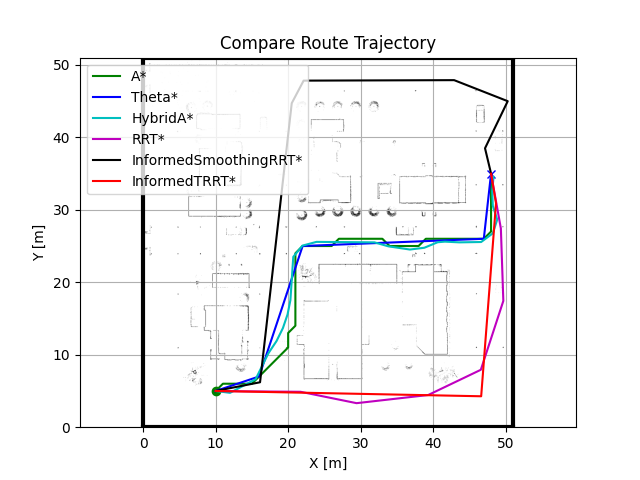 Compare Route Trajectory
A*
Theta*
HybridA*
RRT*
InformedSmoothingRRT*
InformedTRRT*
Y [m]
50
40
30
20
10
0
0 10 20 30 40 50
X [m]